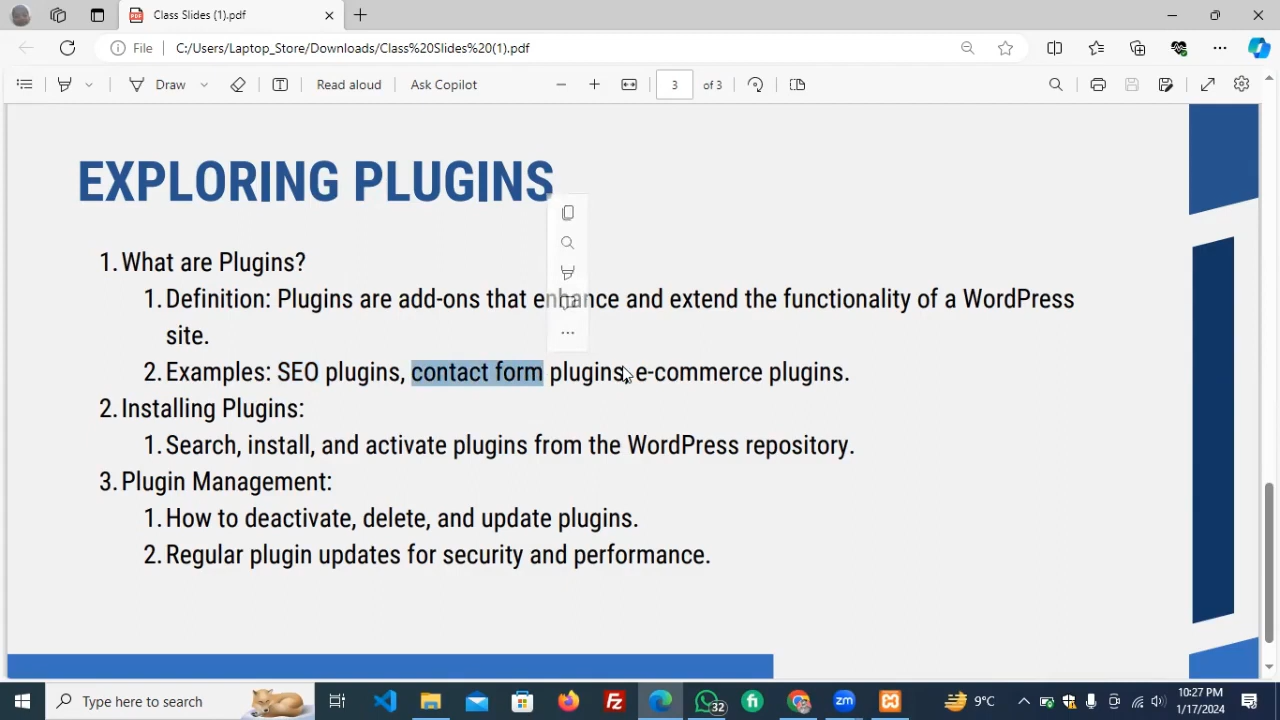 Class Slides (1).pdf
File
C:/Users/Laptop_Store/Downloads/Class%20Slides%20(1).pdf
Draw
Read aloud
Ask Copilot
3
of 3
EXPLORING PLUGINS
1. What are Plugins?
1. Definition: Plugins are add-ons that enhance and extend the functionality of a WordPress
site.
2. Examples: SEO plugins, contact form plugins, e-commerce plugins.
2. Installing Plugins:
1. Search, install, and activate plugins from the WordPress repository.
3. Plugin Management:
1. How to deactivate, delete, and update plugins.
2. Regular plugin updates for security and performance.
Type here to search
32
zm
9°C
10:27 PM
1/17/2024